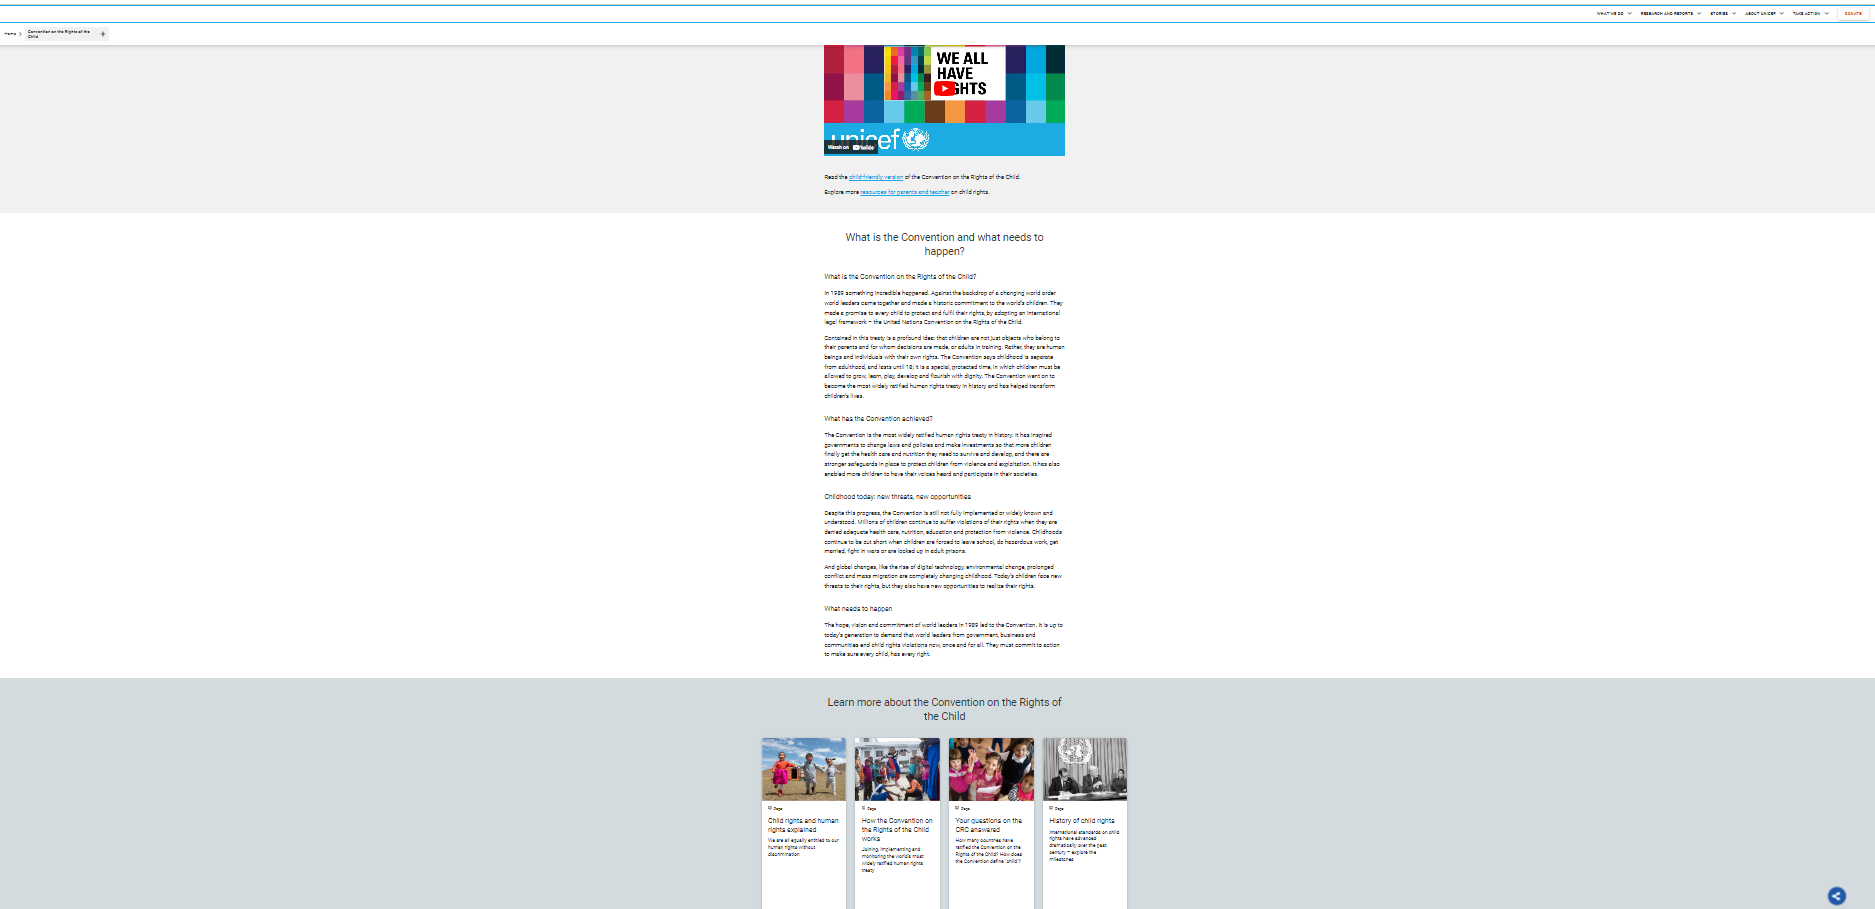 WHAT WE DO
RESEARCH AND REPORTS
STORIES
ABOUT UNICEF
TAKE ACTION
DONATE
Home
Convention on the Rights of the
Child
WE ALL
HAVE
GHTS
unicef
Watch on YouTube
Read the child-friendly version of the Convention on the Rights of the Child.
Explore more resources for parents and teacher on child rights.
What is the Convention and what needs to
happen?
What is the Convention on the Rights of the Child?
In 1989 something incredible happened. Against the backdrop of a changing world order
world leaders came together and made a historic commitment to the world's children. They
made a promise to every child to protect and fulfil their rights, by adopting an international
legal framework – the United Nations Convention on the Rights of the Child.
Contained in this treaty is a profound idea: that children are not just objects who belong to
their parents and for whom decisions are made, or adults in training. Rather, they are human
beings and individuals with their own rights. The Convention says childhood is separate
from adulthood, and lasts until 18; it is a special, protected time, in which children must be
allowed to grow, learn, play, develop and flourish with dignity. The Convention went on to
become the most widely ratified human rights treaty in history and has helped transform
children's lives.
What has the Convention achieved?
The Convention is the most widely ratified human rights treaty in history. It has inspired
governments to change laws and policies and make investments so that more children
finally get the health care and nutrition they need to survive and develop, and there are
stronger safeguards in place to protect children from violence and exploitation. It has also
enabled more children to have their voices heard and participate in their societies.
Childhood today: new threats, new opportunities
Despite this progress, the Convention is still not fully implemented or widely known and
understood. Millions of children continue to suffer violations of their rights when they are
denied adequate health care, nutrition, education and protection from violence. Childhoods
continue to be cut short when children are forced to leave school, do hazardous work, get
married, fight in wars or are locked up in adult prisons.
And global changes, like the rise of digital technology, environmental change, prolonged
conflict and mass migration are completely changing childhood. Today's children face new
threats to their rights, but they also have new opportunities to realize their rights.
What needs to happen
The hope, vision and commitment of world leaders in 1989 led to the Convention. It is up to
today's generation to demand that world leaders from government, business and
communities end child rights violations now, once and for all. They must commit to action
to make sure every child, has every right.
Learn more about the Convention on the Rights of
the Child
Page
Child rights and human
rights explained
We are all equally entitled to our
human rights without
discrimination
Page
How the Convention on
the Rights of the Child
works
Joining, implementing and
monitoring the world's most
widely ratified human rights
treaty
Page
Your questions on the
CRC answered
How many countries have
ratified the Convention on the
Rights of the Child? How does
the Convention define 'child'?
Page
History of child rights
International standards on child
rights have advanced
dramatically over the past
century – explore the
milestones